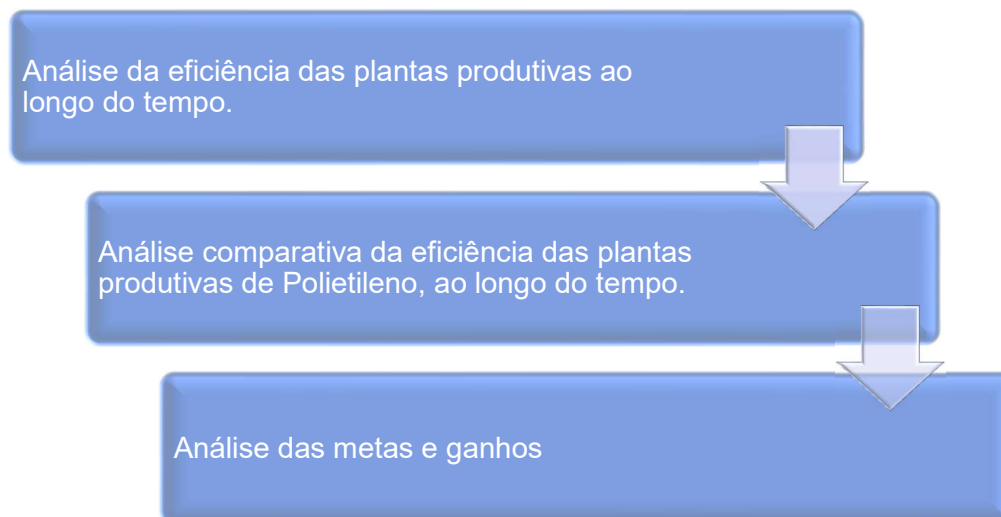 Análise da eficiência das plantas produtivas ao
longo do tempo.
Análise comparativa da eficiência das plantas
produtivas de Polietileno, ao longo do tempo.
Análise das metas e ganhos